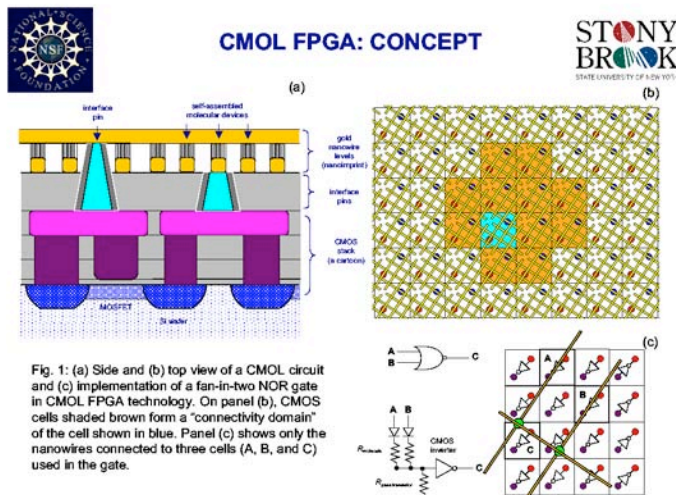 NATIONAL SCIENCE
FOUNDATION
NSF
CMOL FPGA: CONCEPT
STONY
BROOK
STATE UNIVERSITY OF NEW YORK
(a)
(b)
interface
pin
self-assembled
molecular devices
gold
nanowire
levels
(nanoimprint)
interface
pins
CMOS
stack
(a cartoon)
MOSFET
Si wafer
Fig. 1: (a) Side and (b) top view of a CMOL circuit
and (c) implementation of a fan-in-two NOR gate
in CMOL FPGA technology. On panel (b), CMOS
cells shaded brown form a “connectivity domain”
of the cell shown in blue. Panel (c) shows only the
nanowires connected to three cells (A, B, and C)
used in the gate.
A
B
C
A B
CMOS
inverter
C
(c)
A
B
C